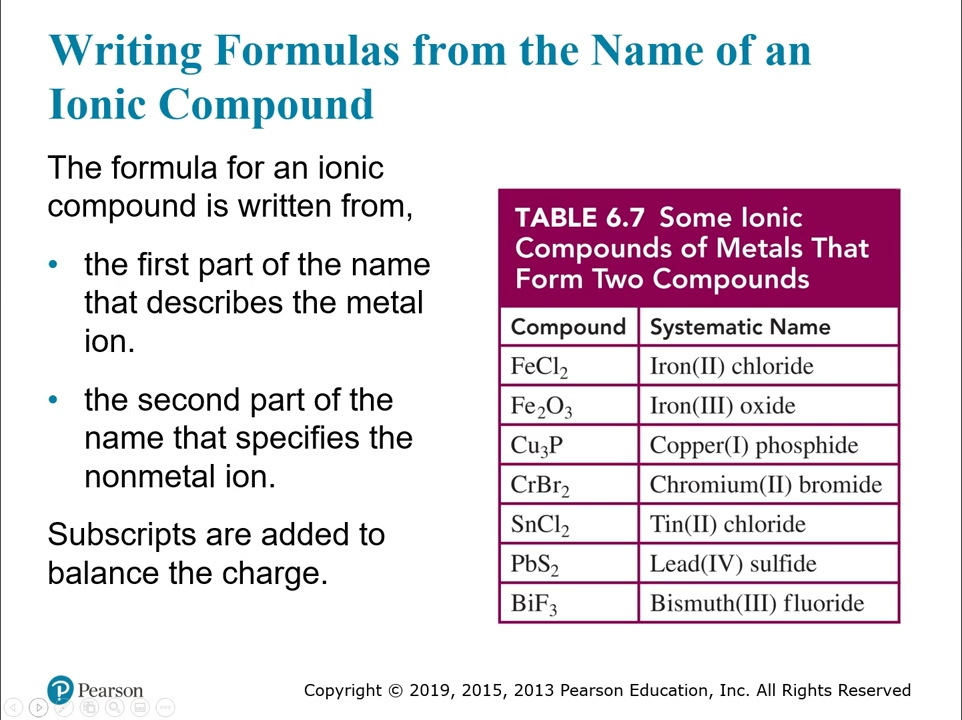 Writing Formulas from the Name of an
Ionic Compound
The formula for an ionic
compound is written from,
• the first part of the name
that describes the metal
ion.
• the second part of the
name that specifies the
nonmetal ion.
Subscripts are added to
balance the charge.
TABLE 6.7 Some Ionic
Compounds of Metals That
Form Two Compounds
Compound Systematic Name
FeCl₂ Iron(II) chloride
Fe₂O₃ Iron(III) oxide
Cu₃P Copper(I) phosphide
CrBr₂ Chromium(II) bromide
SnCl₂ Tin(II) chloride
PbS₂ Lead(IV) sulfide
BiF₃ Bismuth(III) fluoride
P Pearson
Copyright © 2019, 2015, 2013 Pearson Education, Inc. All Rights Reserved